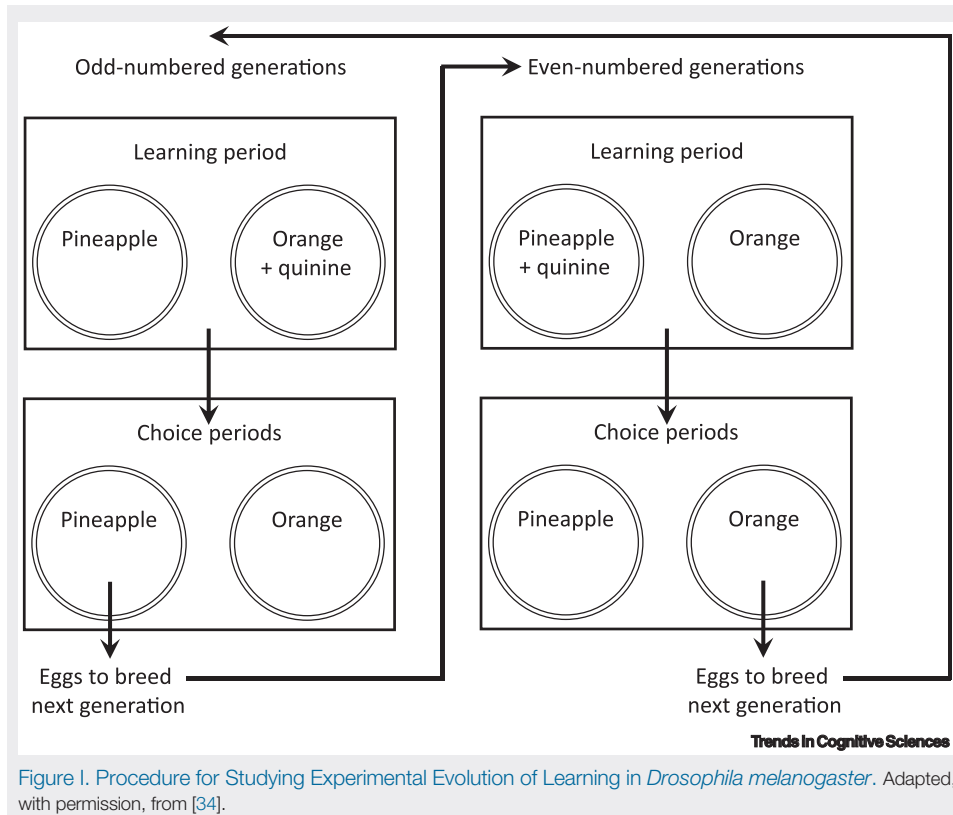 Odd-numbered generations
Even-numbered generations
Learning period
Pineapple
Orange
+ quinine
Learning period
Pineapple
+ quinine
Orange
Choice periods
Pineapple
Orange
Choice periods
Pineapple
Orange
Eggs to breed
next generation
Eggs to breed
next generation
Trends in Cognitive Sciences
Figure I. Procedure for Studying Experimental Evolution of Learning in Drosophila melanogaster. Adapted,
with permission, from [34].